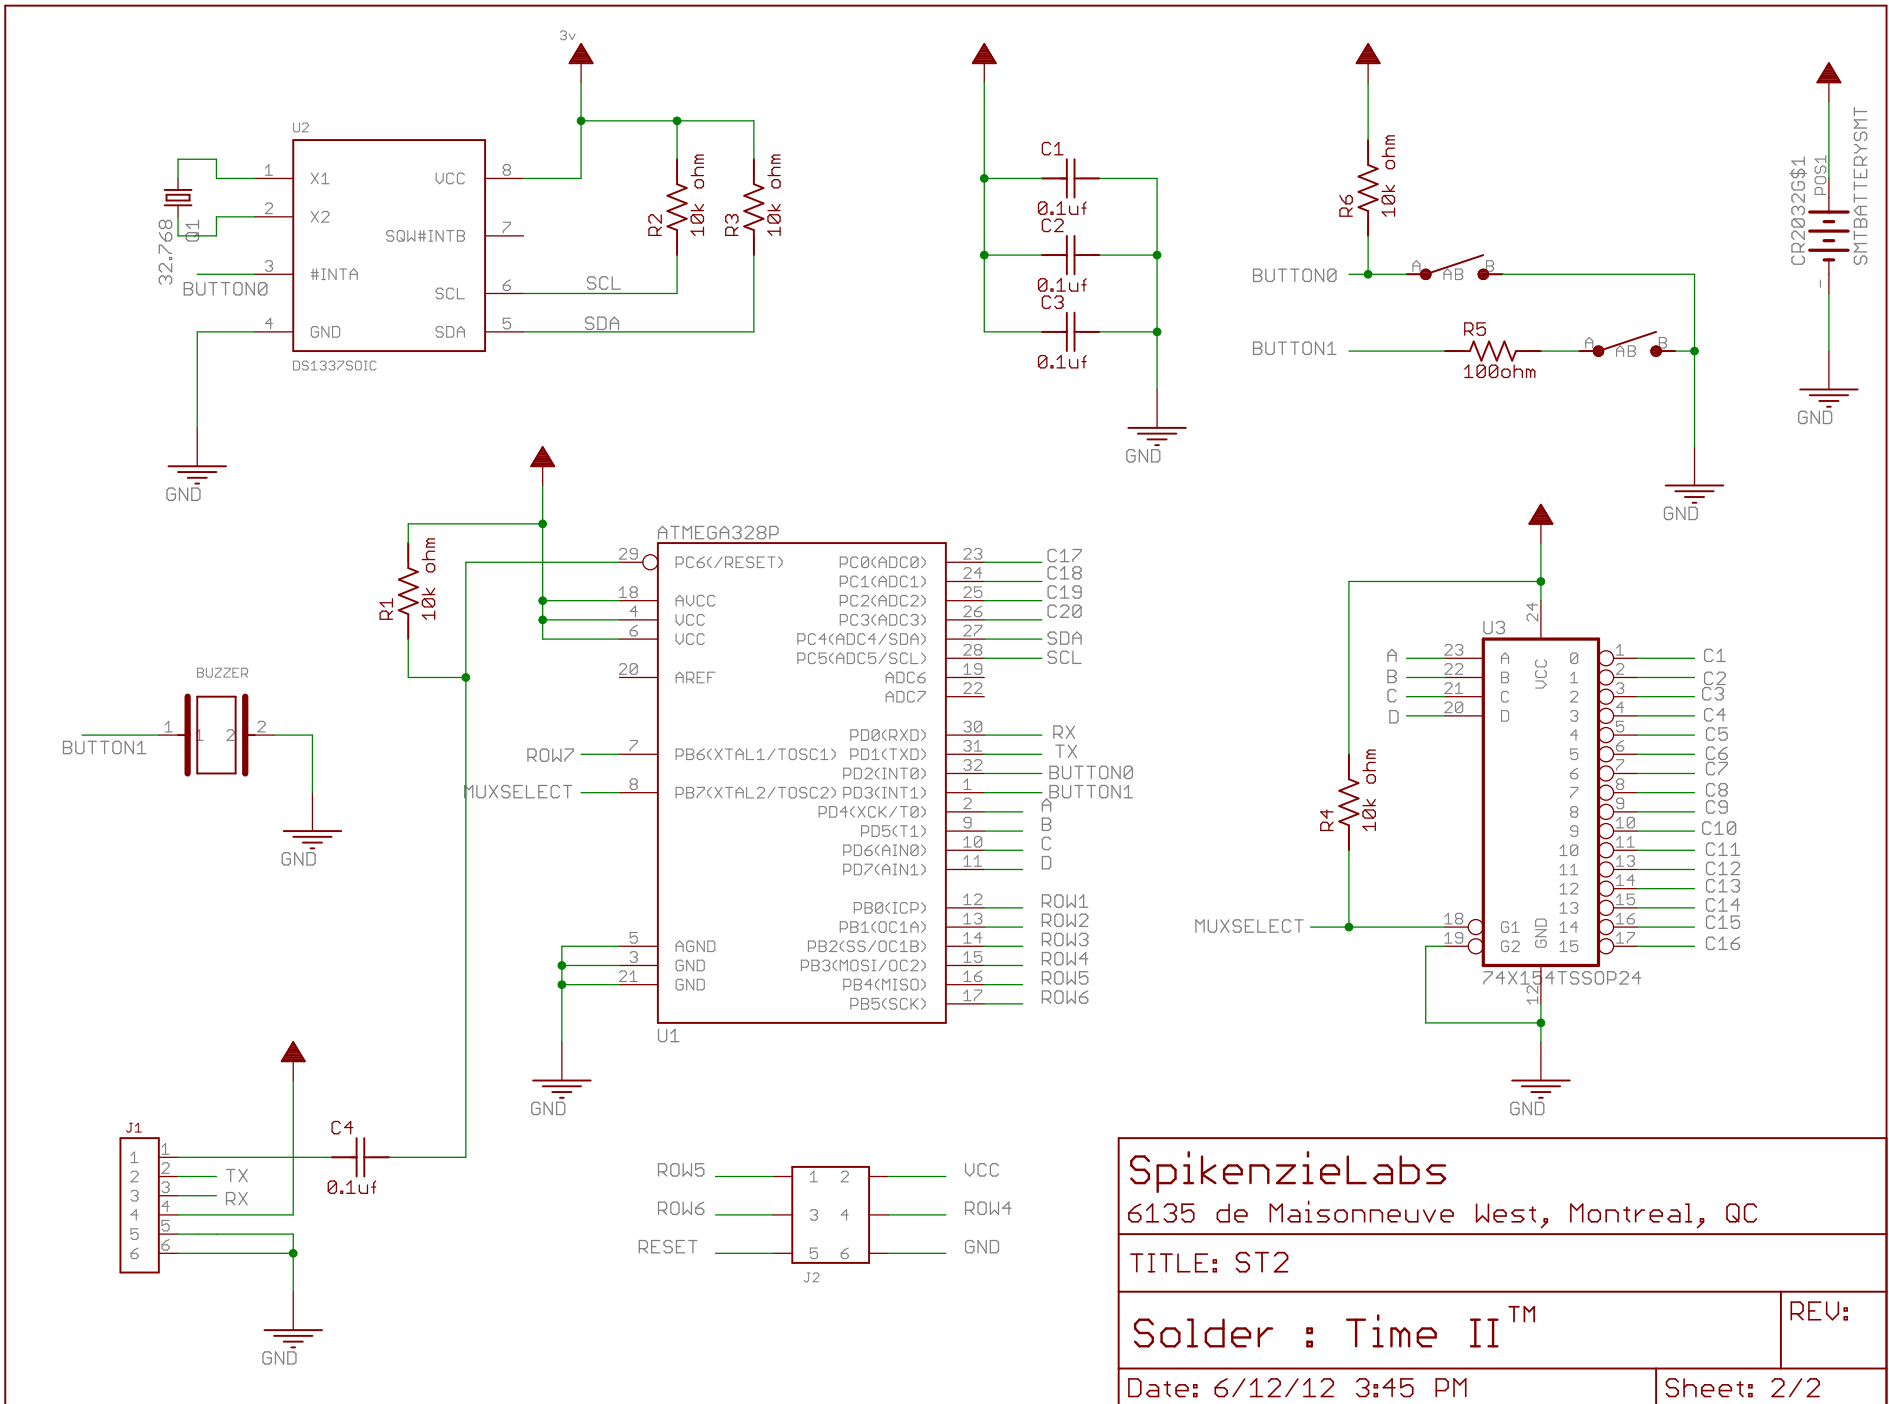 3v
U2
1 X1
2 X2
3 #INTA
4 GND
VCC 8
SQW#INTB 7
SCL 6
SDA 5
DS1337SOIC
32.768
Q1
BUTTON0
GND
SCL
SDA
R2
10k ohm
R3
10k ohm
C1
0.1uf
C2
0.1uf
C3
0.1uf
GND
R6
10k ohm
BUTTON0
A AB B
BUTTON1
R5
100ohm
A AB B
GND
CR2032G$1
POS1
-
SMTBATTERYSMT
GND
R1
10k ohm
BUZZER
BUTTON1
1 1 2 2
GND
ATMEGA328P
29 PC6(/RESET)
18 AVCC
4 VCC
6 VCC
20 AREF
ROW7 7 PB6(XTAL1/TOSC1)
MUXSELECT 8 PB7(XTAL2/TOSC2)
5 AGND
3 GND
21 GND
PC0(ADC0) 23 C17
PC1(ADC1) 24 C18
PC2(ADC2) 25 C19
PC3(ADC3) 26 C20
PC4(ADC4/SDA) 27 SDA
PC5(ADC5/SCL) 28 SCL
ADC6 19
ADC7 22
PD0(RXD) 30 RX
PD1(TXD) 31 TX
PD2(INT0) 32 BUTTON0
PD3(INT1) 1 BUTTON1
PD4(XCK/T0) 2 A
PD5(T1) 9 B
PD6(AIN0) 10 C
PD7(AIN1) 11 D
PB0(ICP) 12 ROW1
PB1(OC1A) 13 ROW2
PB2(SS/OC1B) 14 ROW3
PB3(MOSI/OC2) 15 ROW4
PB4(MISO) 16 ROW5
PB5(SCK) 17 ROW6
U1
GND
U3
24
VCC
A 23 A
B 22 B
C 21 C
D 20 D
0 1 C1
1 2 C2
2 3 C3
3 4 C4
4 5 C5
5 6 C6
6 7 C7
7 8 C8
8 9 C9
9 10 C10
10 11 C11
11 13 C12
12 14 C13
13 15 C14
14 16 C15
15 17 C16
R4
10k ohm
MUXSELECT 18 G1
19 G2
GND
74X154TSSOP24
12
GND
J1
1 1
2 2 TX
3 3 RX
4 4
5 5
6 6
C4
0.1uf
GND
ROW5 1 2 VCC
ROW6 3 4 ROW4
RESET 5 6 GND
J2
SpikenzieLabs
6135 de Maisonneuve West, Montreal, QC
TITLE: ST2
Solder : Time II™
REV:
Date: 6/12/12 3:45 PM
Sheet: 2/2